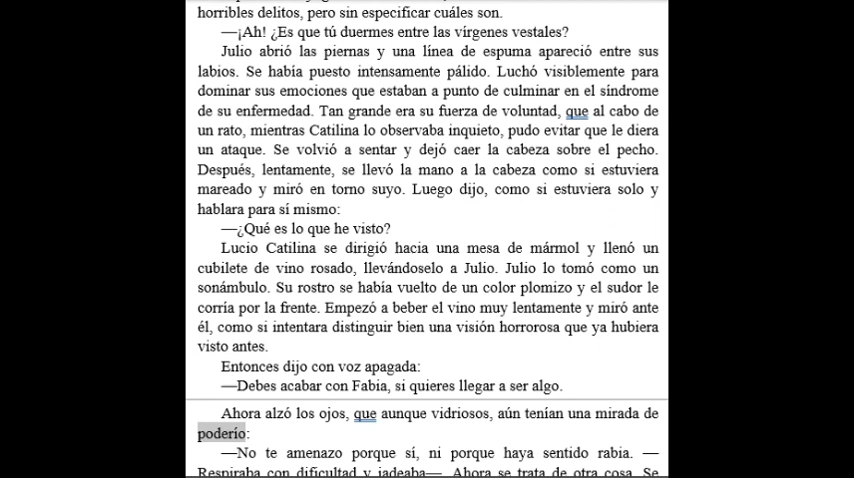 horribles delitos, pero sin especificar cuáles son.
—¡Ah! ¿Es que tú duermes entre las vírgenes vestales?
Julio abrió las piernas y una línea de espuma apareció entre sus
labios. Se había puesto intensamente pálido. Luchó visiblemente para
dominar sus emociones que estaban a punto de culminar en el síndrome
de su enfermedad. Tan grande era su fuerza de voluntad, que al cabo de
un rato, mientras Catilina lo observaba inquieto, pudo evitar que le diera
un ataque. Se volvió a sentar y dejó caer la cabeza sobre el pecho.
Después, lentamente, se llevó la mano a la cabeza como si estuviera
mareado y miró en torno suyo. Luego dijo, como si estuviera solo y
hablara para sí mismo:
—¿Qué es lo que he visto?
Lucio Catilina se dirigió hacia una mesa de mármol y llenó un
cubilete de vino rosado, llevándoselo a Julio. Julio lo tomó como un
sonámbulo. Su rostro se había vuelto de un color plomizo y el sudor le
corría por la frente. Empezó a beber el vino muy lentamente y miró ante
él, como si intentara distinguir bien una visión horrorosa que ya hubiera
visto antes.
Entonces dijo con voz apagada:
—Debes acabar con Fabia, si quieres llegar a ser algo.
Ahora alzó los ojos, que aunque vidriosos, aún tenían una mirada de
poderío:
—No te amenazo porque sí, ni porque haya sentido rabia. —
Respiraba con dificultad y jadeaba—. Ahora se trata de otra cosa. Se